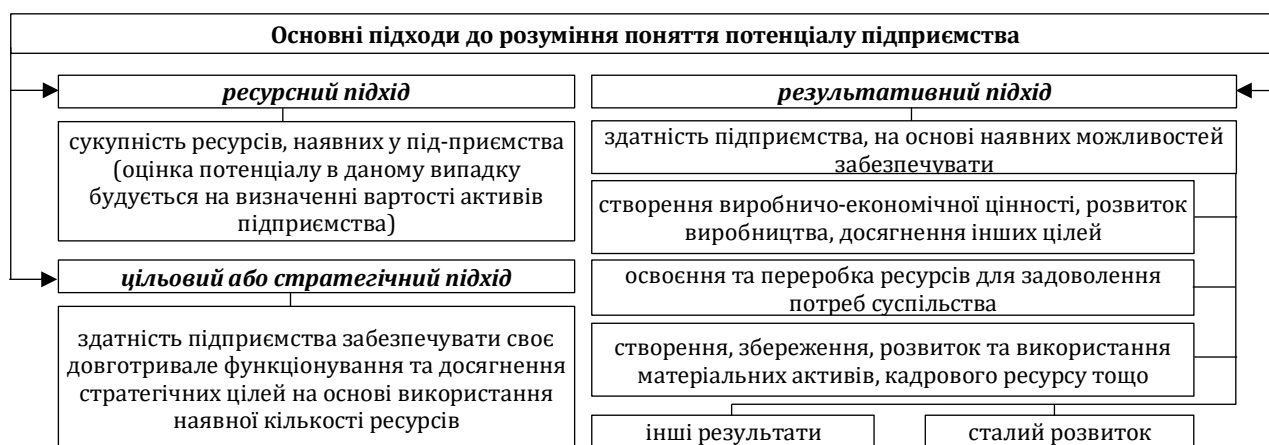 Основні підходи до розуміння поняття потенціалу підприємства
ресурсний підхід
сукупність ресурсів, наявних у під-приємства
(оцінка потенціалу в даному випадку
будується на визначенні вартості активів
підприємства)
цільовий або стратегічний підхід
здатність підприємства забезпечувати своє
довготривале функціонування та досягнення
стратегічних цілей на основі використання
наявної кількості ресурсів
результативний підхід
здатність підприємства, на основі наявних можливостей
забезпечувати
створення виробничо-економічної цінності, розвиток
виробництва, досягнення інших цілей
освоєння та переробка ресурсів для задоволення
потреб суспільства
створення, збереження, розвиток та використання
матеріальних активів, кадрового ресурсу тощо
інші результати
сталий розвиток